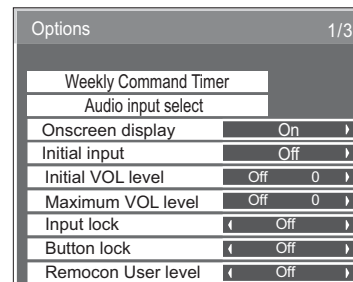 Options 1/3
Weekly Command Timer
Audio input select
Onscreen display On
Initial input Off
Initial VOL level Off 0
Maximum VOL level Off 0
Input lock Off
Button lock Off
Remocon User level Off